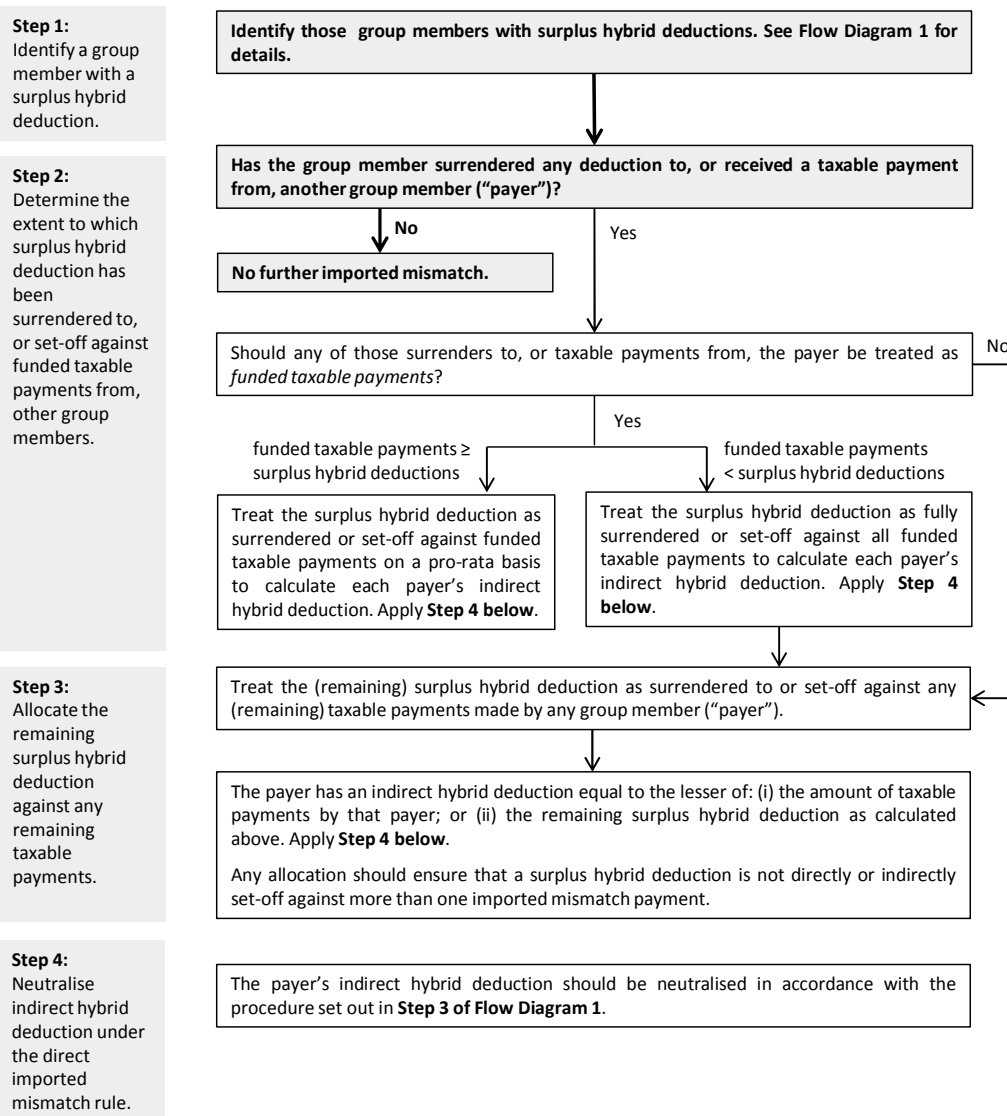 Step 1:
Identify a group
member with a
surplus hybrid
deduction.
Identify those group members with surplus hybrid deductions. See Flow Diagram 1 for
details.
Step 2:
Determine the
extent to which
surplus hybrid
deduction has
been
surrendered to,
or set-off against
funded taxable
payments from,
other group
members.
Has the group member surrendered any deduction to, or received a taxable payment
from, another group member (“payer”)?
No
Yes
No further imported mismatch.
Should any of those surrenders to, or taxable payments from, the payer be treated as
funded taxable payments?
No
Yes
funded taxable payments ≥
surplus hybrid deductions
funded taxable payments
< surplus hybrid deductions
Treat the surplus hybrid deduction as
surrendered or set-off against funded
taxable payments on a pro-rata basis
to calculate each payer’s indirect
hybrid deduction. Apply Step 4 below.
Treat the surplus hybrid deduction as fully
surrendered or set-off against all funded
taxable payments to calculate each payer’s
indirect hybrid deduction. Apply Step 4
below.
Step 3:
Allocate the
remaining
surplus hybrid
deduction
against any
remaining
taxable
payments.
Treat the (remaining) surplus hybrid deduction as surrendered to or set-off against any
(remaining) taxable payments made by any group member (“payer”).
The payer has an indirect hybrid deduction equal to the lesser of: (i) the amount of taxable
payments by that payer; or (ii) the remaining surplus hybrid deduction as calculated
above. Apply Step 4 below.
Any allocation should ensure that a surplus hybrid deduction is not directly or indirectly
set-off against more than one imported mismatch payment.
Step 4:
Neutralise
indirect hybrid
deduction under
the direct
imported
mismatch rule.
The payer’s indirect hybrid deduction should be neutralised in accordance with the
procedure set out in Step 3 of Flow Diagram 1.